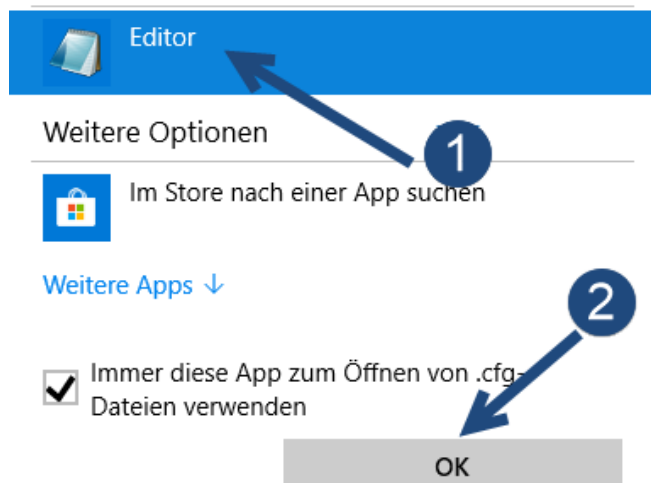 Editor
Weitere Optionen
1
Im Store nach einer App suchen
Weitere Apps ↓
2
Immer diese App zum Öffnen von .cfg-
Dateien verwenden
OK